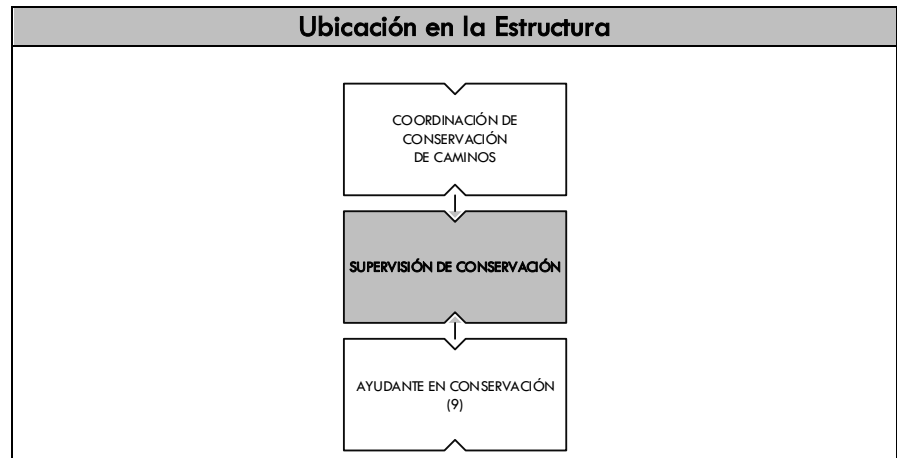 Ubicación en la Estructura
COORDINACIÓN DE
CONSERVACIÓN
DE CAMINOS
SUPERVISIÓN DE CONSERVACIÓN
AYUDANTE EN CONSERVACIÓN
(9)